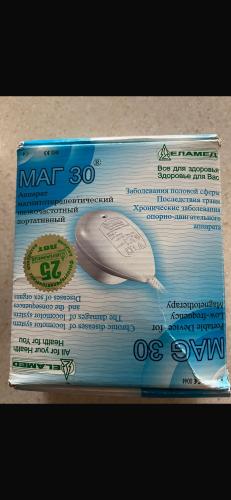 ЕЛАМЕД
МАГ 30®
Все для здоровья
Здоровье для Вас
Аппарат
магнитотерапевтический
низкочастотный
портативный
Заболевания половой сферы
Последствия травм
Хронические заболевания
опорно-двигательного
аппарата
25
ЛЕТ
MAG 30
Portable Device for
Low-frequency
Magnetotherapy
Chronic diseases of locomotor system
The damages of locomotor system
and the consequences
Diseases of sex organs
ELAMED
All for your Health
Health for You